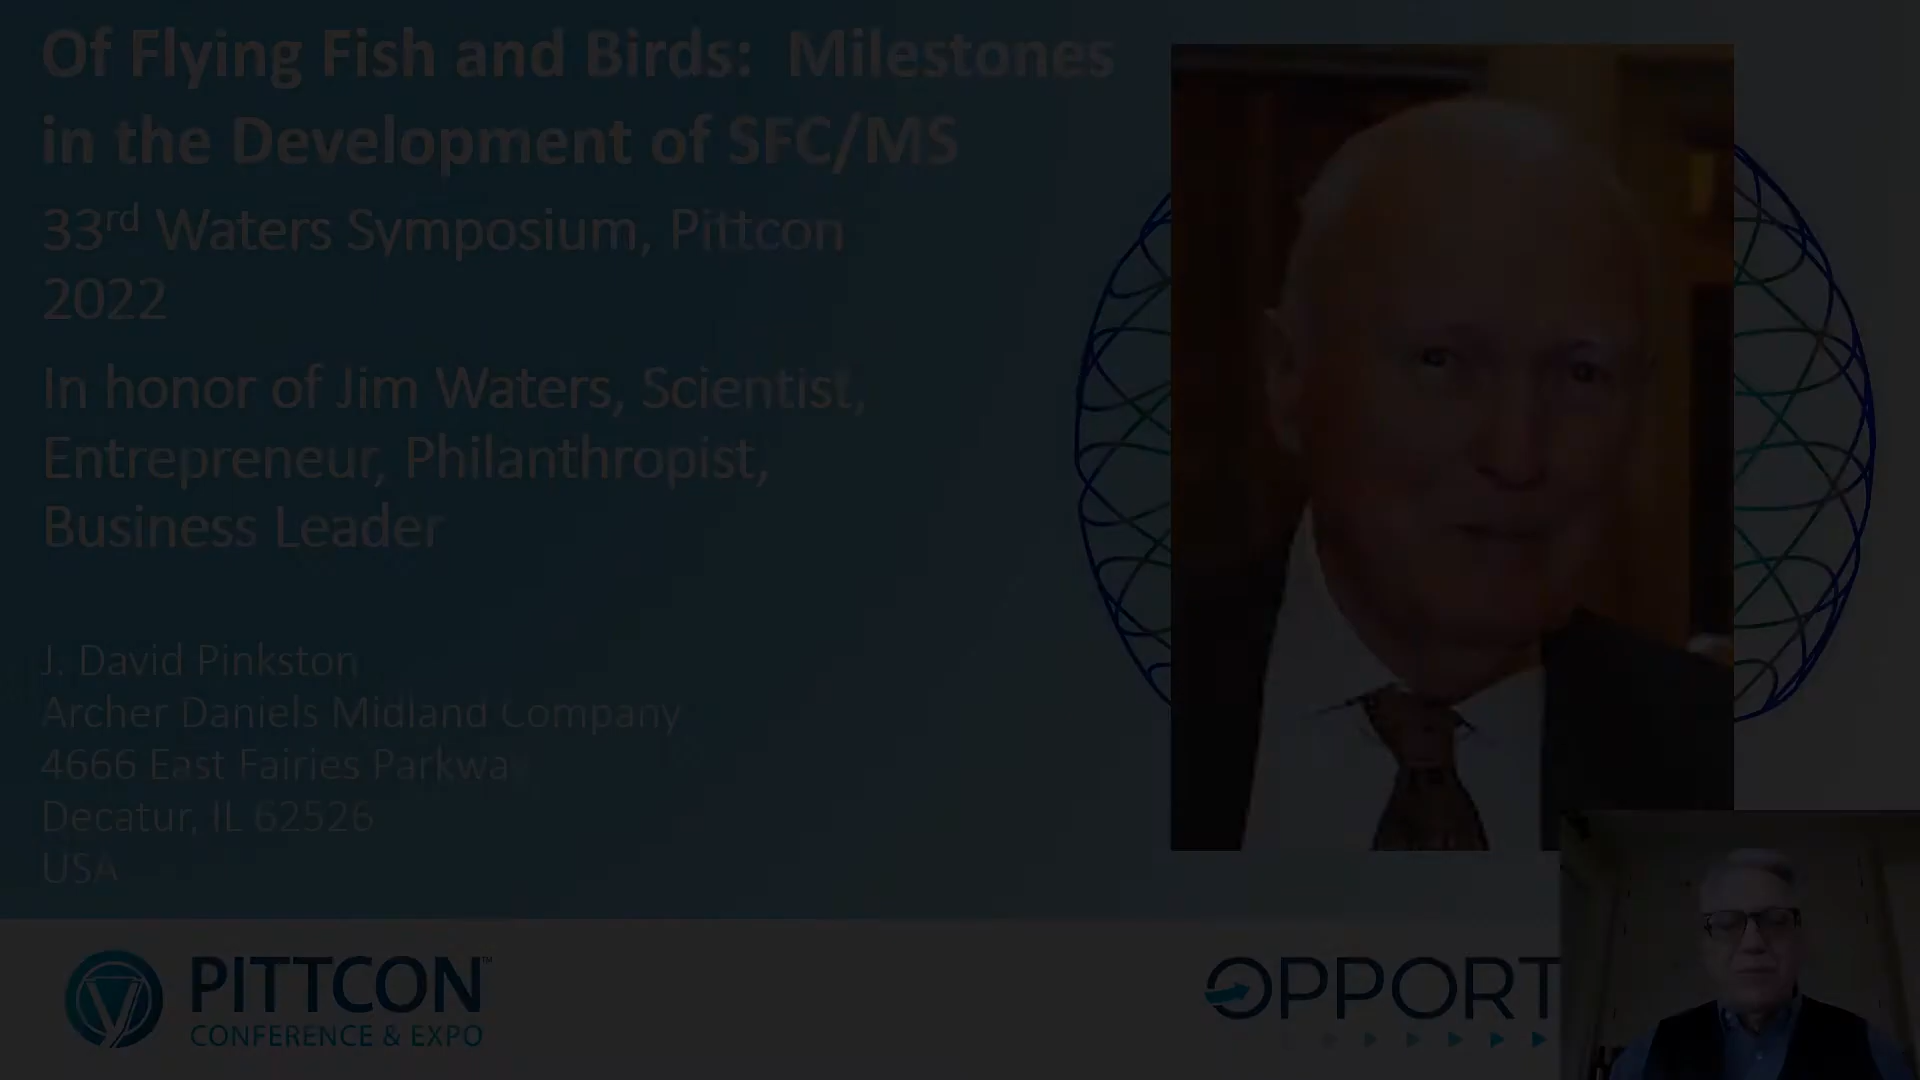 Of Flying Fish and Birds: Milestones
in the Development of SFC/MS
33rd Waters Symposium, Pittcon
2022
In honor of Jim Waters, Scientist,
Entrepreneur, Philanthropist,
Business Leader
J. David Pinkston
Archer Daniels Midland Company
4666 East Fairies Parkway
Decatur, IL 62526
USA
PITTCON™
CONFERENCE & EXPO
OPPORT